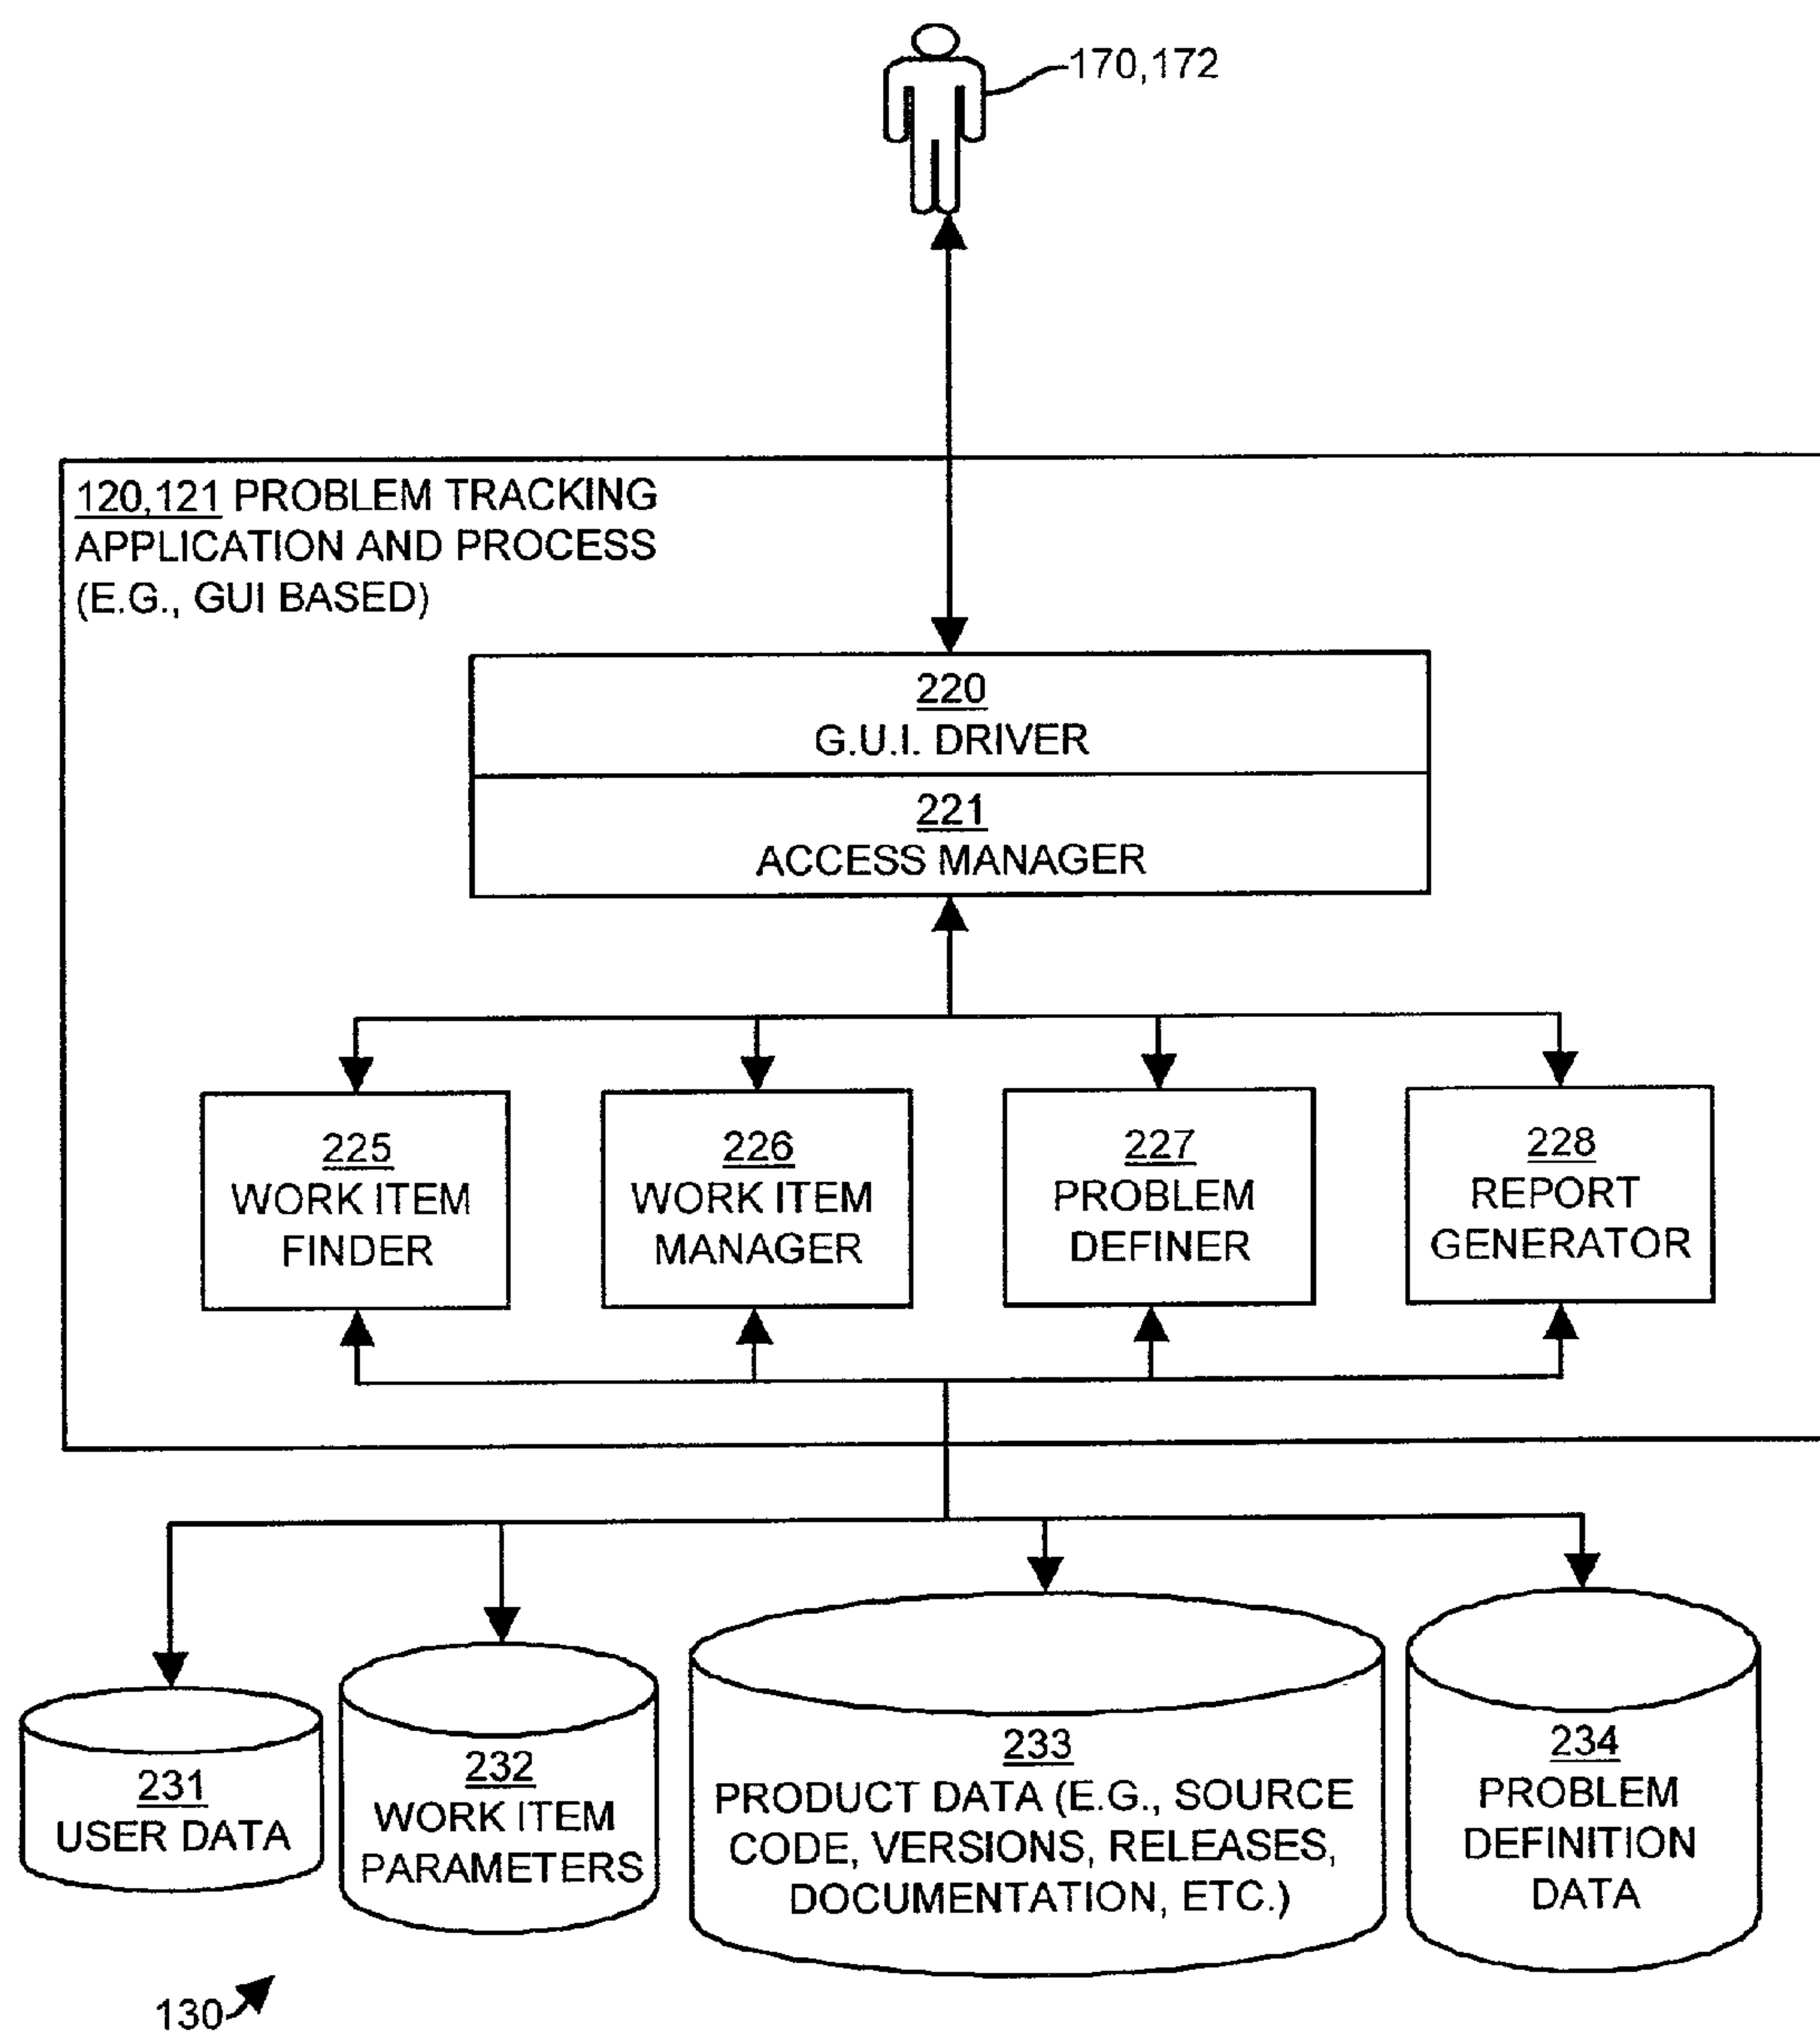 170,172
120,121 PROBLEM TRACKING
APPLICATION AND PROCESS
(E.G., GUI BASED)
220
G.U.I. DRIVER
221
ACCESS MANAGER
225
WORK ITEM
FINDER
226
WORK ITEM
MANAGER
227
PROBLEM
DEFINER
228
REPORT
GENERATOR
231
USER DATA
232
WORK ITEM
PARAMETERS
233
PRODUCT DATA (E.G., SOURCE
CODE, VERSIONS, RELEASES,
DOCUMENTATION, ETC.)
234
PROBLEM
DEFINITION
DATA
130